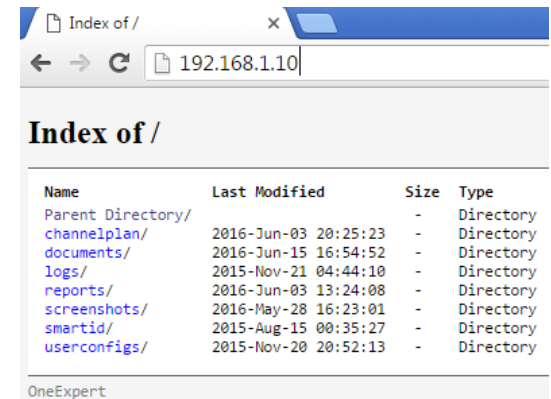 Index of /
192.168.1.10
Index of /
Name Last Modified Size Type
Parent Directory/ - Directory
channelplan/ 2016-Jun-03 20:25:23 - Directory
documents/ 2016-Jun-15 16:54:52 - Directory
logs/ 2015-Nov-21 04:44:10 - Directory
reports/ 2016-Jun-03 13:24:08 - Directory
screenshots/ 2016-May-28 16:23:01 - Directory
smartid/ 2015-Aug-15 00:35:27 - Directory
userconfigs/ 2015-Nov-20 20:52:13 - Directory
OneExpert